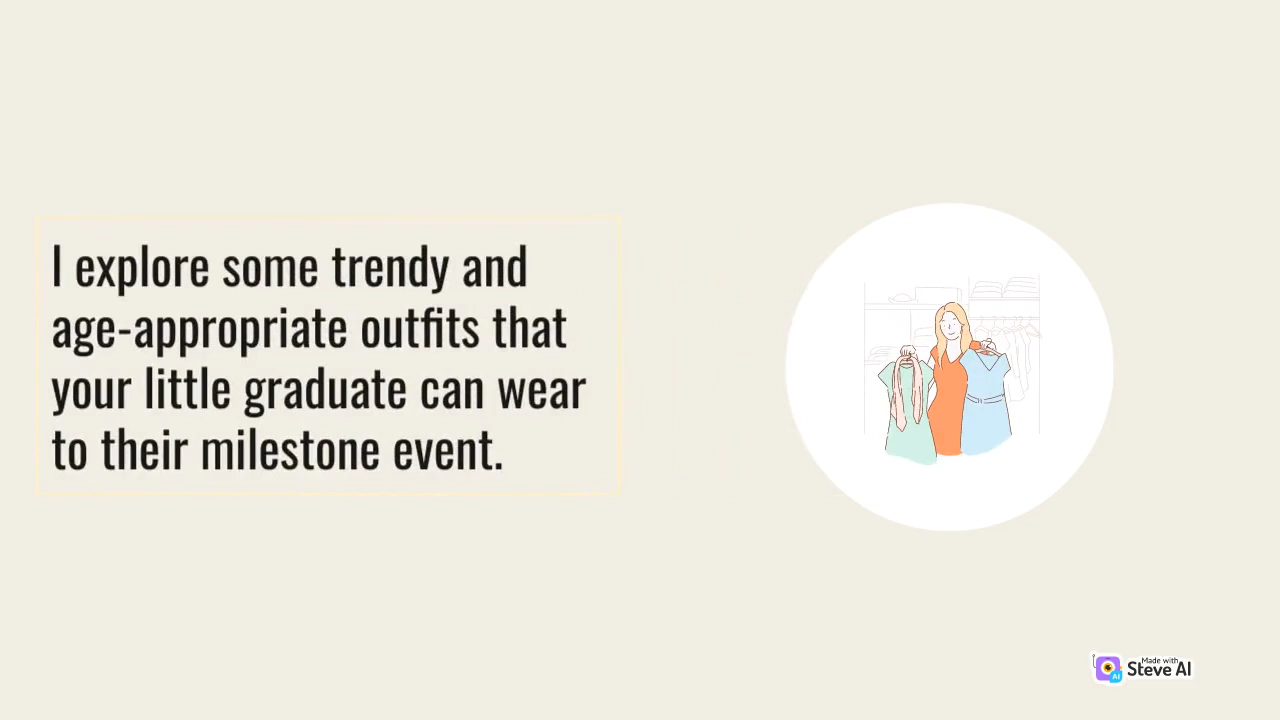 I explore some trendy and
age-appropriate outfits that
your little graduate can wear
to their milestone event.
Made with
Steve AI
AI